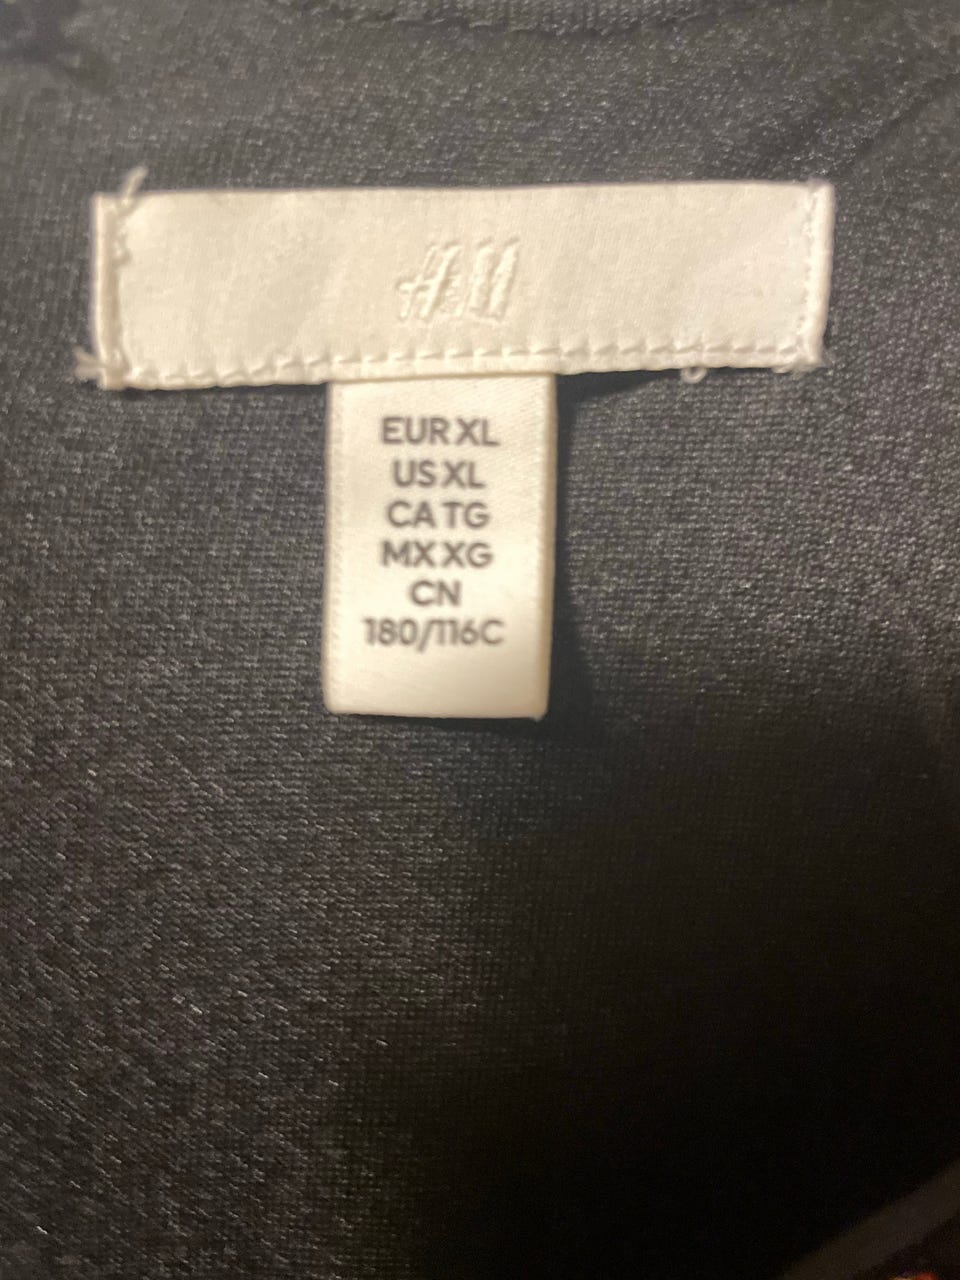 H&M
EUR XL
US XL
CA TG
MX XG
CN
180/116C